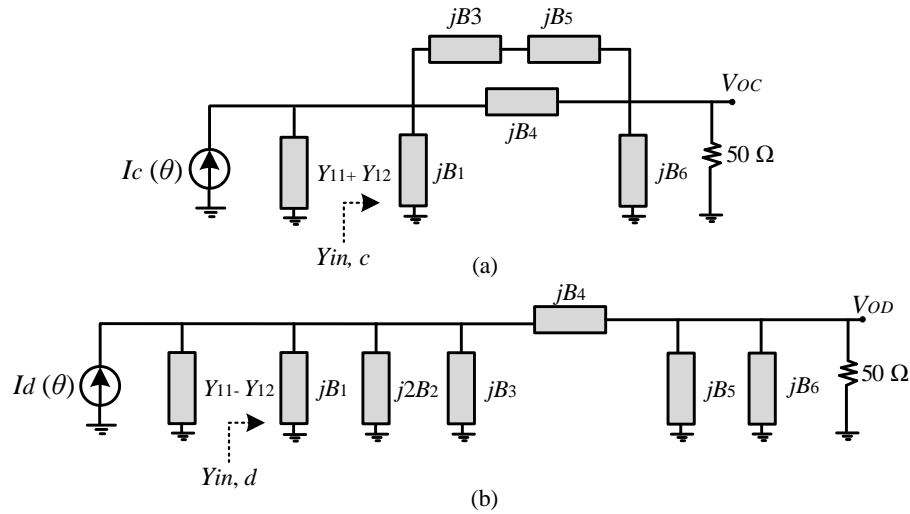 jB3 jB5
VOC
jB4
Ic (θ)
Y11+ Y12
jB1
jB6
50 Ω
Yin, c
(a)
jB4
VOD
Id (θ)
Y11- Y12
jB1
j2B2
jB3
jB5
jB6
50 Ω
Yin, d
(b)